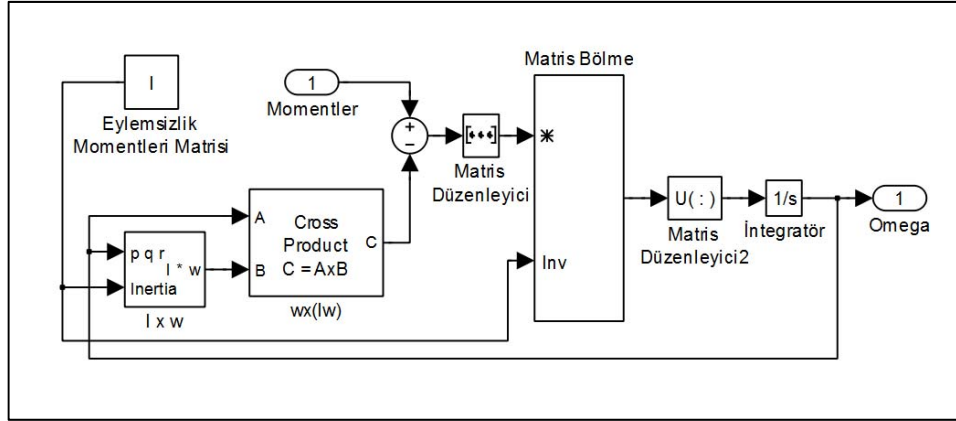 Matris Bölme
I
1
Momentler
Eylemsizlik
Momentleri Matrisi
+
−
[•••]
Matris
Düzenleyici
*
Inv
U( : )
Matris
Düzenleyici2
1/s
İntegratör
1
Omega
A
B
Cross
Product
C = AxB
C
wx(Iw)
p q r
I * w
Inertia
I x w